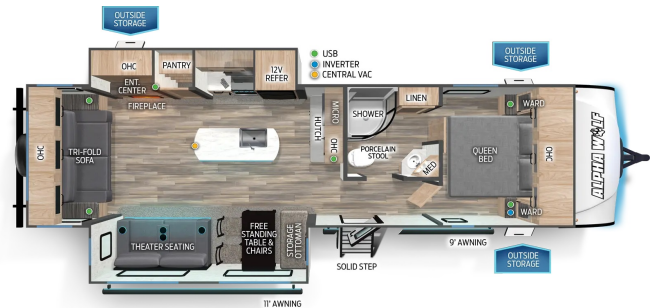 OUTSIDE
STORAGE
OUTSIDE
STORAGE
USB
INVERTER
CENTRAL VAC
OHC
PANTRY
ENT.
CENTER
12V
REFER
FIREPLACE
MICRO
HUTCH
OHC
LINEN
SHOWER
WARD
OHC
TRI-FOLD
SOFA
PORCELAIN
STOOL
MED
QUEEN
BED
OHC
ALPHA WOLF
WARD
THEATER SEATING
FREE
STANDING
TABLE &
CHAIRS
STORAGE
OTTOMAN
SOLID STEP
9' AWNING
OUTSIDE
STORAGE
11' AWNING